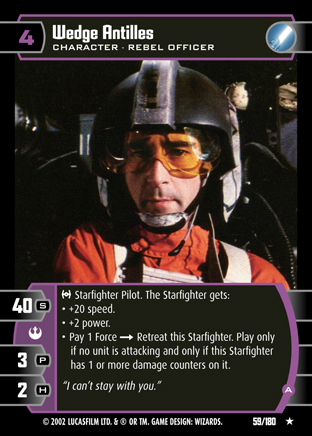 4
Wedge Antilles
CHARACTER · REBEL OFFICER
40 S
3 P
2 H
Starfighter Pilot. The Starfighter gets:
• +20 speed.
• +2 power.
• Pay 1 Force → Retreat this Starfighter. Play only
if no unit is attacking and only if this Starfighter
has 1 or more damage counters on it.
"I can't stay with you."
A
© 2002 LUCASFILM LTD. & ® OR TM. GAME DESIGN: WIZARDS.
59/180 ★